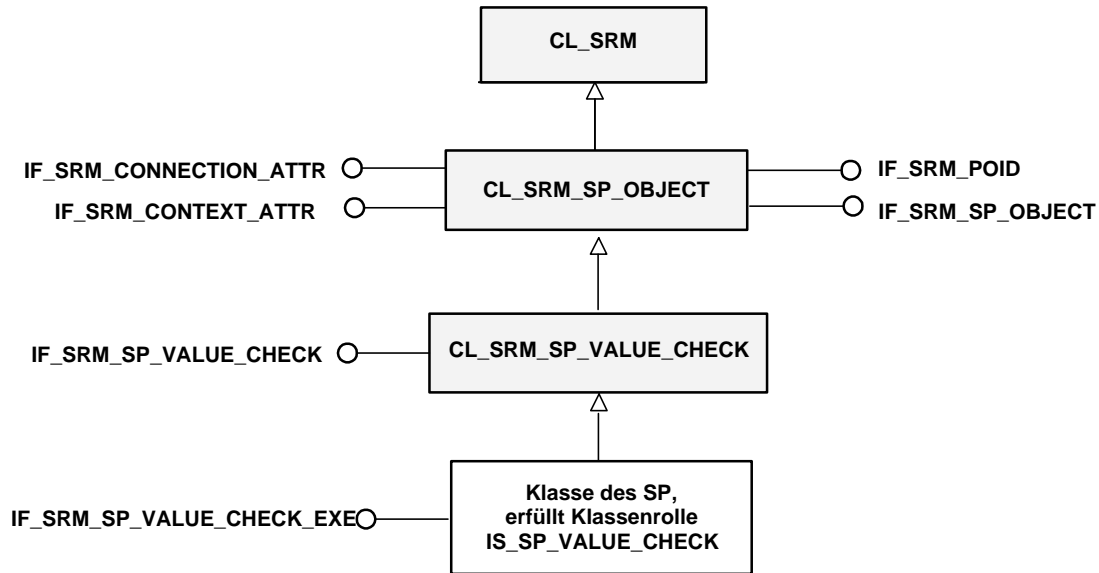 CL_SRM
IF_SRM_CONNECTION_ATTR
IF_SRM_CONTEXT_ATTR
CL_SRM_SP_OBJECT
IF_SRM_POID
IF_SRM_SP_OBJECT
IF_SRM_SP_VALUE_CHECK
CL_SRM_SP_VALUE_CHECK
IF_SRM_SP_VALUE_CHECK_EXE
Klasse des SP,
erfüllt Klassenrolle
IS_SP_VALUE_CHECK